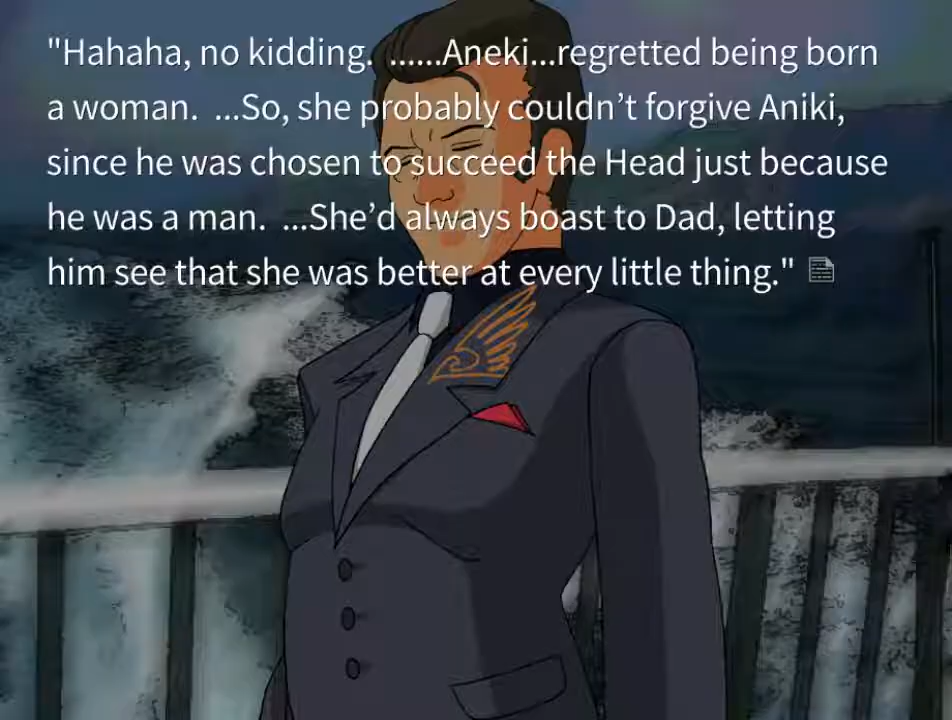 "Hahaha, no kidding.  ......Aneki...regretted being born
a woman.  ...So, she probably couldn’t forgive Aniki,
since he was chosen to succeed the Head just because
he was a man.  ...She’d always boast to Dad, letting
him see that she was better at every little thing."